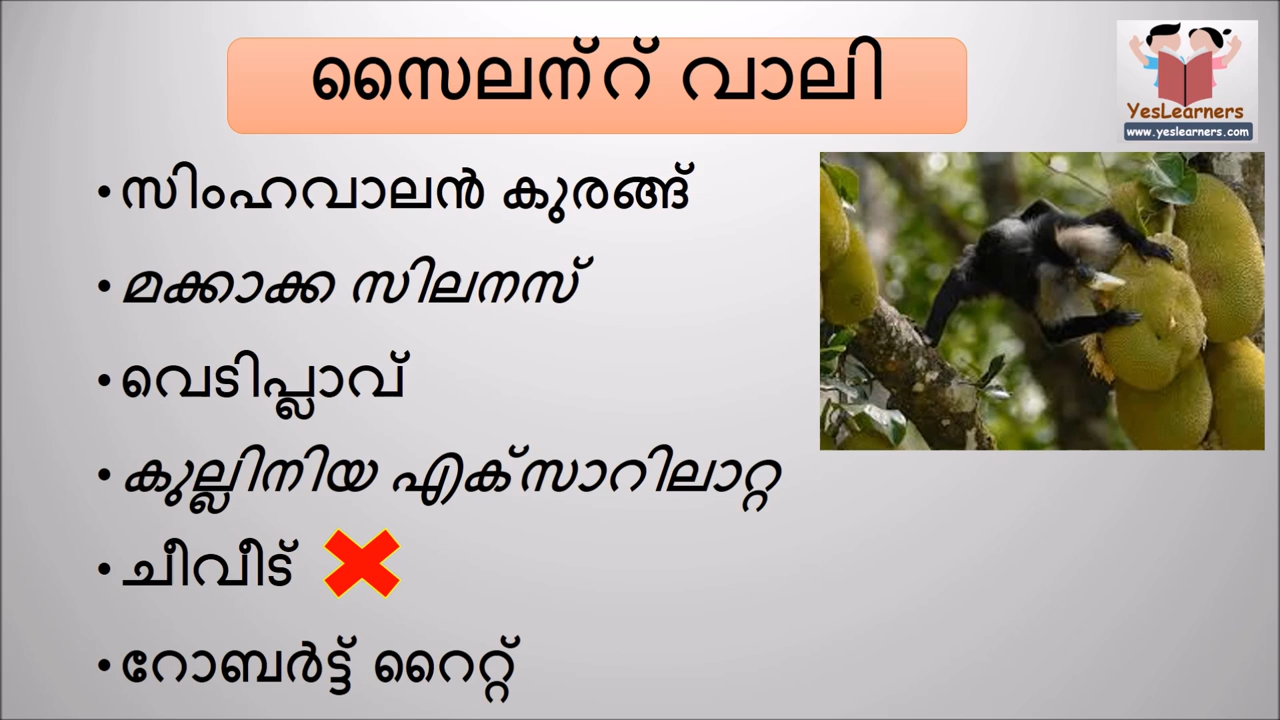 സൈലന്റ് വാലി
YesLearners
www.yeslearners.com
•സിംഹവാലൻ കുരങ്ങ്
•മക്കാക്ക സിലനസ്
•വെടിപ്ലാവ്
•കുല്ലിനിയ എക്സാറിലാറ്റ
•ചീവീട്
•റോബർട്ട് റൈറ്റ്